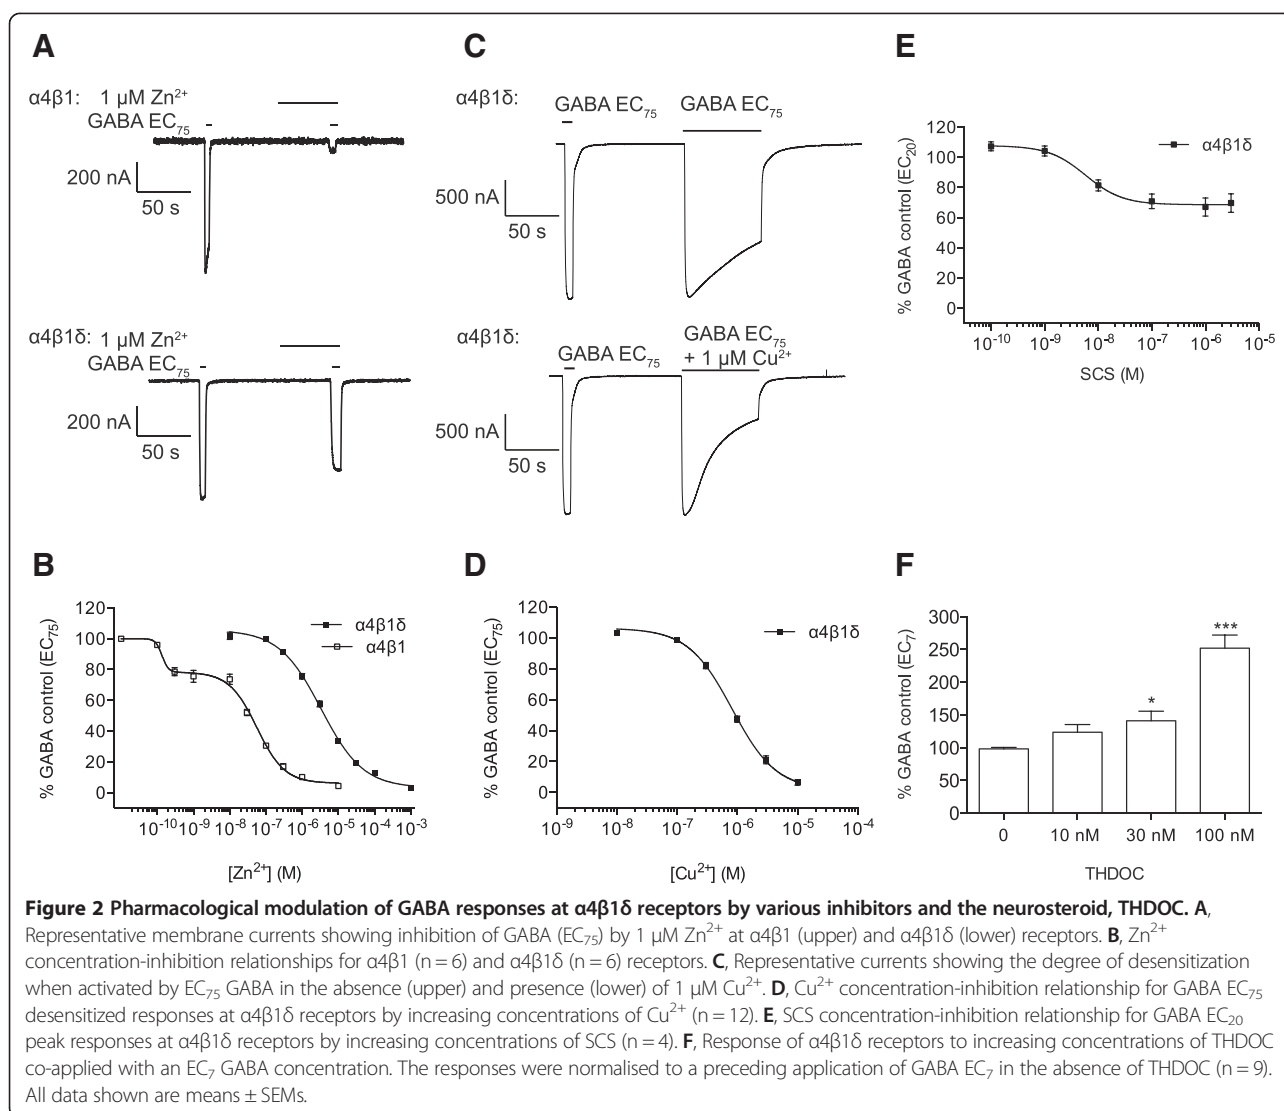 A
α4β1: 1 µM Zn²⁺
GABA EC₇₅
200 nA
50 s
α4β1δ: 1 µM Zn²⁺
GABA EC₇₅
200 nA
50 s
C
α4β1δ:
GABA EC₇₅ GABA EC₇₅
500 nA
50 s
α4β1δ:
GABA EC₇₅
GABA EC₇₅
+ 1 µM Cu²⁺
500 nA
50 s
E
% GABA control (EC₂₀)
120
100
80
60
40
20
0
α4β1δ
10⁻¹⁰ 10⁻⁹ 10⁻⁸ 10⁻⁷ 10⁻⁶ 10⁻⁵
SCS (M)
B
% GABA control (EC₇₅)
120
100
80
60
40
20
0
α4β1δ
α4β1
10⁻¹⁰ 10⁻⁹ 10⁻⁸ 10⁻⁷ 10⁻⁶ 10⁻⁵ 10⁻⁴ 10⁻³
[Zn²⁺] (M)
D
% GABA control (EC₇₅)
120
100
80
60
40
20
0
α4β1δ
10⁻⁹ 10⁻⁸ 10⁻⁷ 10⁻⁶ 10⁻⁵ 10⁻⁴
[Cu²⁺] (M)
F
% GABA control (EC₇)
300
250
200
150
100
50
0
*
***
0 10 nM 30 nM 100 nM
THDOC
Figure 2 Pharmacological modulation of GABA responses at α4β1δ receptors by various inhibitors and the neurosteroid, THDOC. A,
Representative membrane currents showing inhibition of GABA (EC₇₅) by 1 µM Zn²⁺ at α4β1 (upper) and α4β1δ (lower) receptors. B, Zn²⁺
concentration-inhibition relationships for α4β1 (n = 6) and α4β1δ (n = 6) receptors. C, Representative currents showing the degree of desensitization
when activated by EC₇₅ GABA in the absence (upper) and presence (lower) of 1 µM Cu²⁺. D, Cu²⁺ concentration-inhibition relationship for GABA EC₇₅
desensitized responses at α4β1δ receptors by increasing concentrations of Cu²⁺ (n = 12). E, SCS concentration-inhibition relationship for GABA EC₂₀
peak responses at α4β1δ receptors by increasing concentrations of SCS (n = 4). F, Response of α4β1δ receptors to increasing concentrations of THDOC
co-applied with an EC₇ GABA concentration. The responses were normalised to a preceding application of GABA EC₇ in the absence of THDOC (n = 9).
All data shown are means ± SEMs.